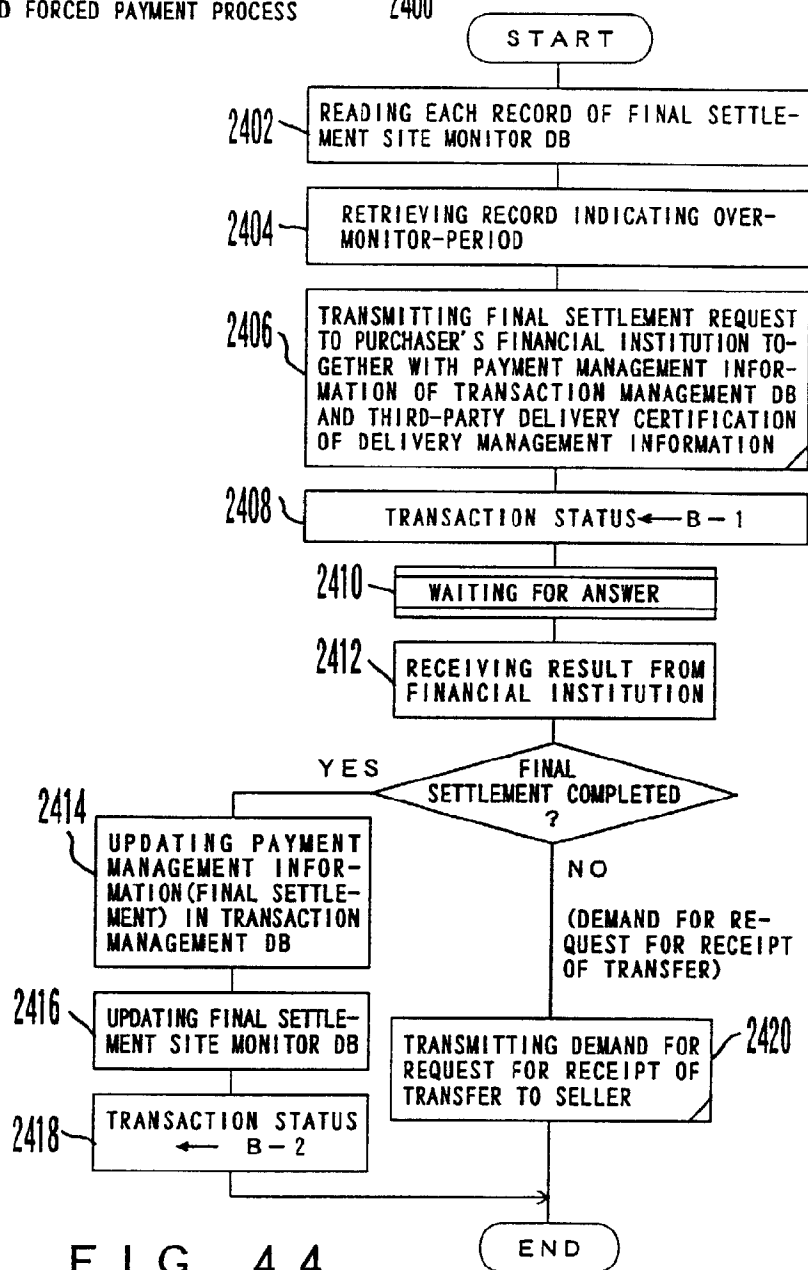 D FORCED PAYMENT PROCESS
2400
START
2402
READING EACH RECORD OF FINAL SETTLE-
MENT SITE MONITOR DB
2404
RETRIEVING RECORD INDICATING OVER-
MONITOR-PERIOD
2406
TRANSMITTING FINAL SETTLEMENT REQUEST
TO PURCHASER'S FINANCIAL INSTITUTION TO-
GETHER WITH PAYMENT MANAGEMENT INFOR-
MATION OF TRANSACTION MANAGEMENT DB
AND THIRD-PARTY DELIVERY CERTIFICATION
OF DELIVERY MANAGEMENT INFORMATION
2408
TRANSACTION STATUS←B-1
2410
WAITING FOR ANSWER
2412
RECEIVING RESULT FROM
FINANCIAL INSTITUTION
YES
FINAL
SETTLEMENT COMPLETED
?
2414
UPDATING PAYMENT
MANAGEMENT INFOR-
MATION(FINAL SETTLE-
MENT) IN TRANSACTION
MANAGEMENT DB
NO
(DEMAND FOR RE-
QUEST FOR RECEIPT
OF TRANSFER)
2416
UPDATING FINAL SETTLE-
MENT SITE MONITOR DB
2420
TRANSMITTING DEMAND FOR
REQUEST FOR RECEIPT OF
TRANSFER TO SELLER
2418
TRANSACTION STATUS
← B-2
END
FIG. 44